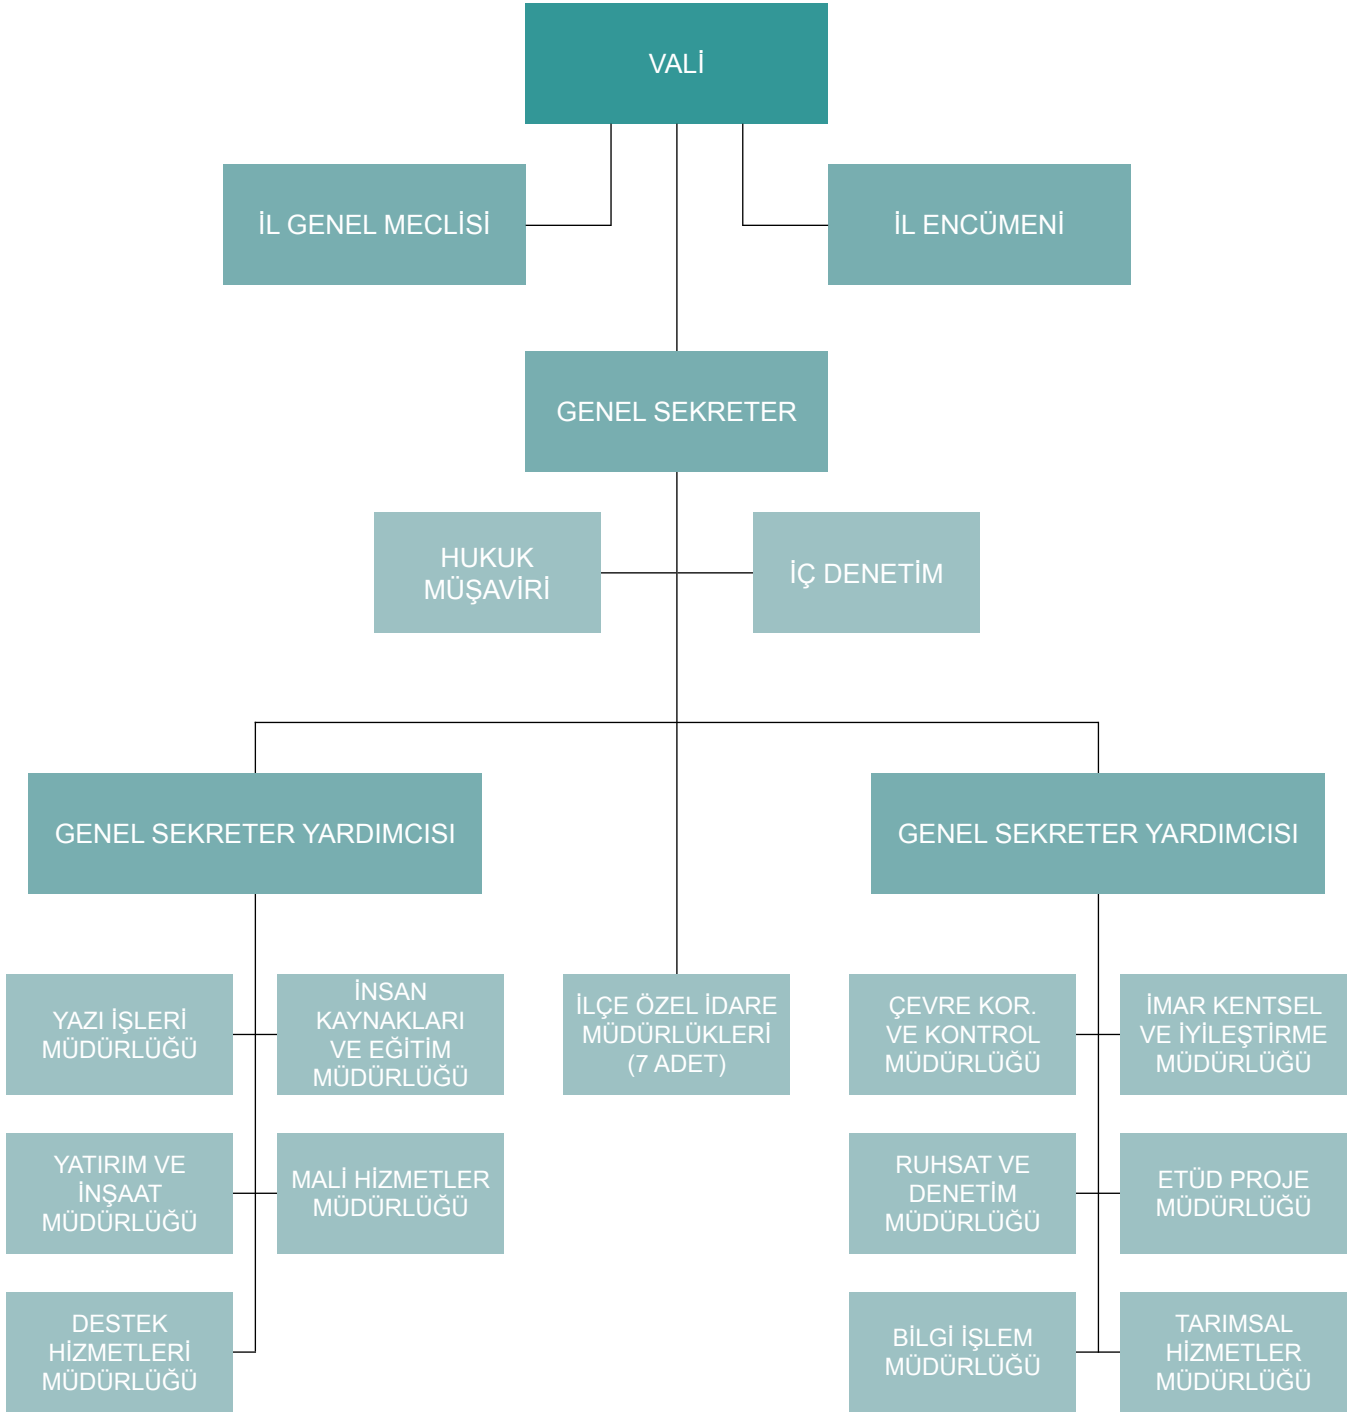 VALİ
İL GENEL MECLİSİ
İL ENCÜMENİ
GENEL SEKRETER
HUKUK
MÜŞAVİRİ
İÇ DENETİM
GENEL SEKRETER YARDIMCISI
GENEL SEKRETER YARDIMCISI
YAZI İŞLERİ
MÜDÜRLÜĞÜ
İNSAN
KAYNAKLARI
VE EĞİTİM
MÜDÜRLÜĞÜ
İLÇE ÖZEL İDARE
MÜDÜRLÜKLERİ
(7 ADET)
ÇEVRE KOR.
VE KONTROL
MÜDÜRLÜĞÜ
İMAR KENTSEL
VE İYİLEŞTİRME
MÜDÜRLÜĞÜ
YATIRIM VE
İNŞAAT
MÜDÜRLÜĞÜ
MALİ HİZMETLER
MÜDÜRLÜĞÜ
RUHSAT VE
DENETİM
MÜDÜRLÜĞÜ
ETÜD PROJE
MÜDÜRLÜĞÜ
DESTEK
HİZMETLERİ
MÜDÜRLÜĞÜ
BİLGİ İŞLEM
MÜDÜRLÜĞÜ
TARIMSAL
HİZMETLER
MÜDÜRLÜĞÜ